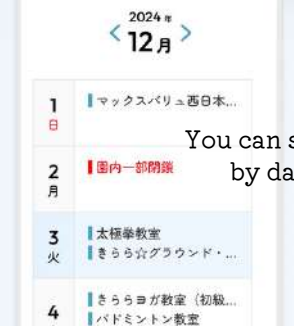 2024年
< 12月 >
1
日
マックスバリュ西日本...
2
月
園内一部閉鎖
You can s
by da
3
火
太極拳教室
きらら☆グラウンド・...
4
きららヨガ教室（初級...
バドミントン教室